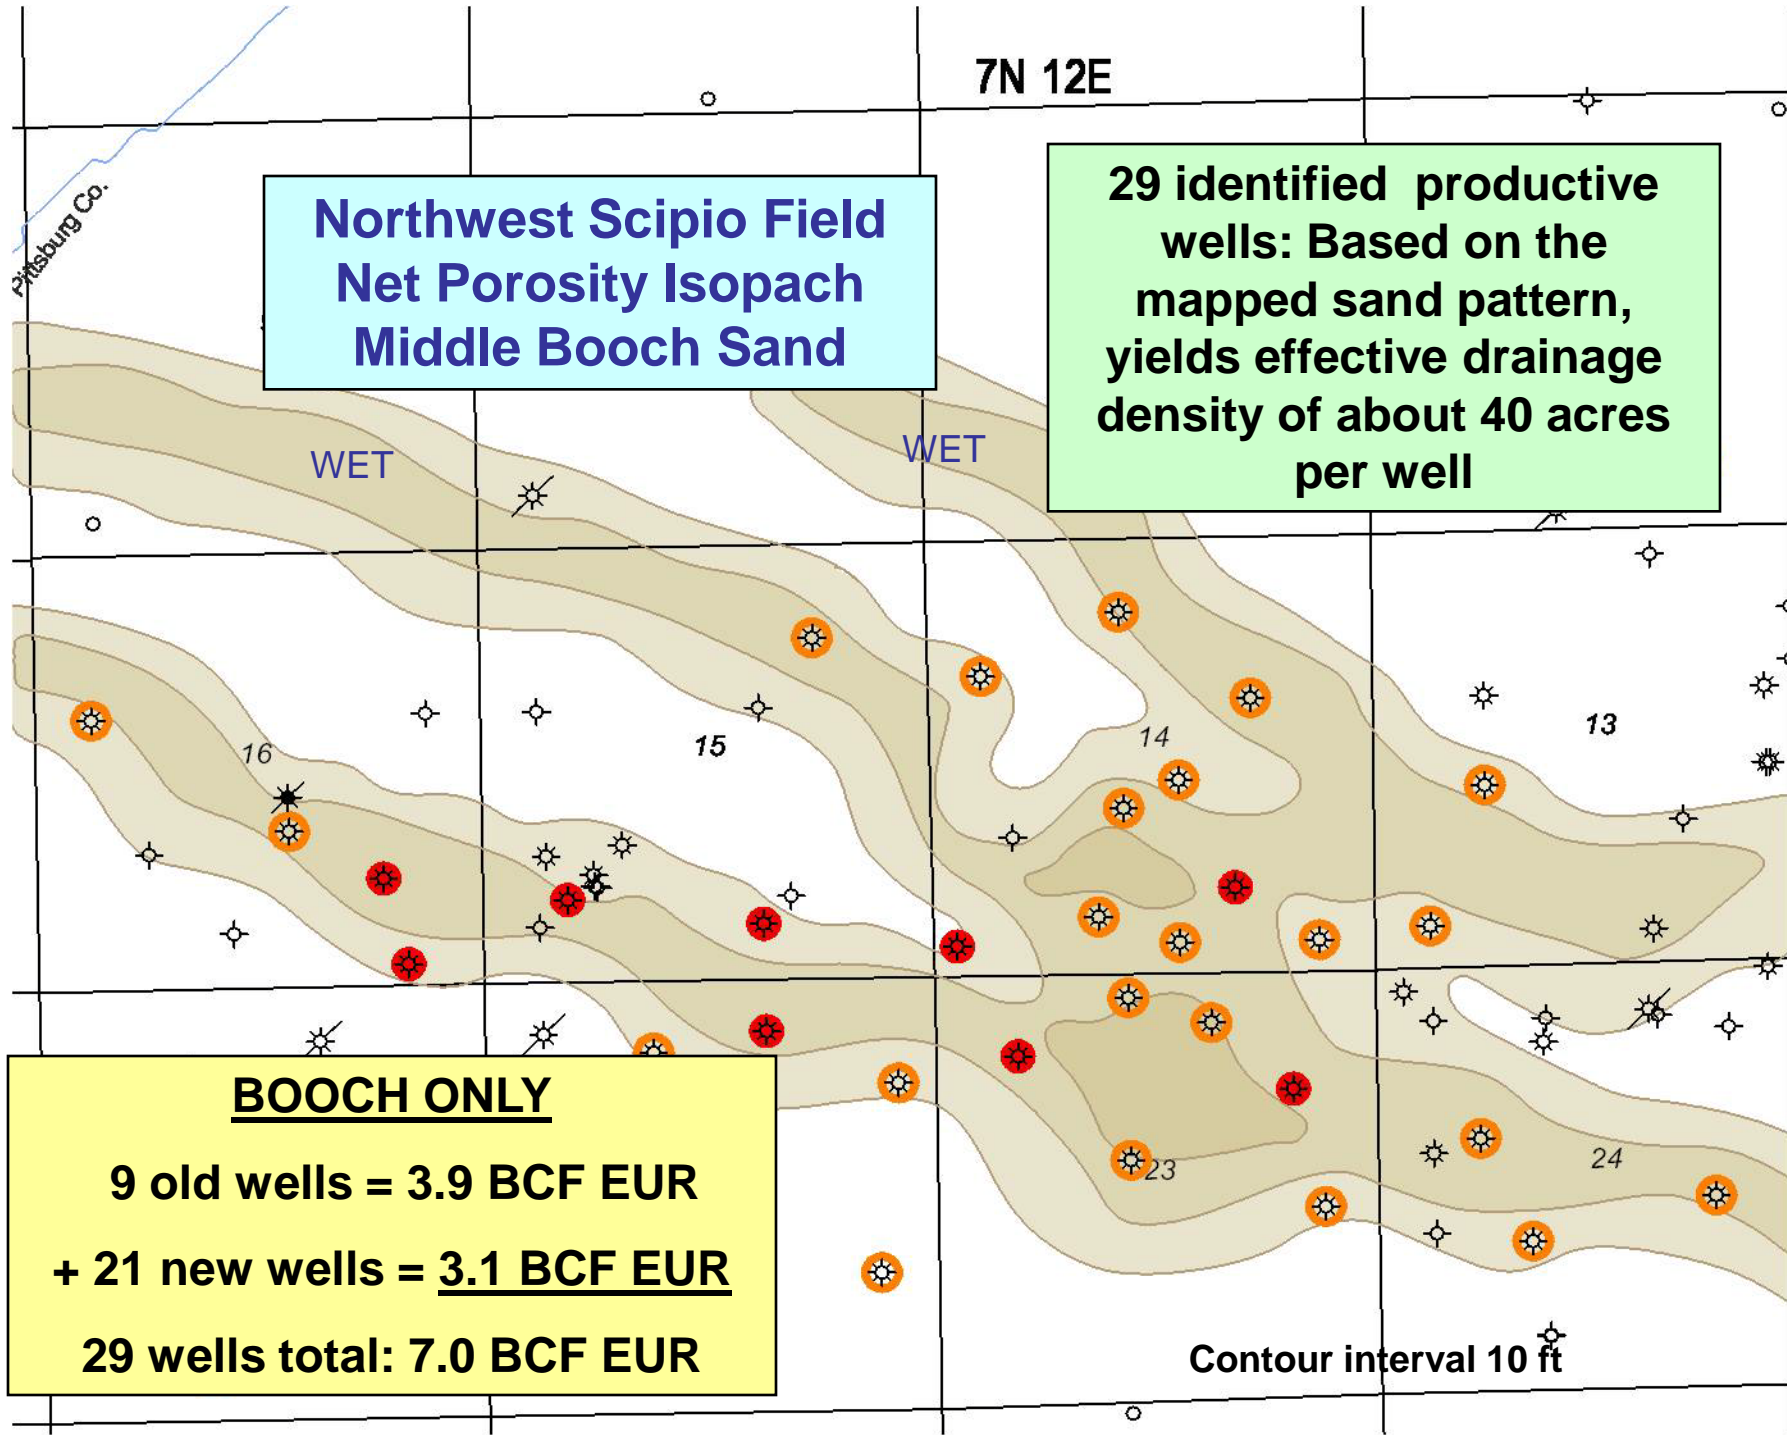 7N 12E
Pittsburg Co.
Northwest Scipio Field
Net Porosity Isopach
Middle Booch Sand
29 identified productive
wells: Based on the
mapped sand pattern,
yields effective drainage
density of about 40 acres
per well
WET
WET
16
15
14
13
BOOCH ONLY
9 old wells = 3.9 BCF EUR
+ 21 new wells = 3.1 BCF EUR
29 wells total: 7.0 BCF EUR
23
24
Contour interval 10 ft